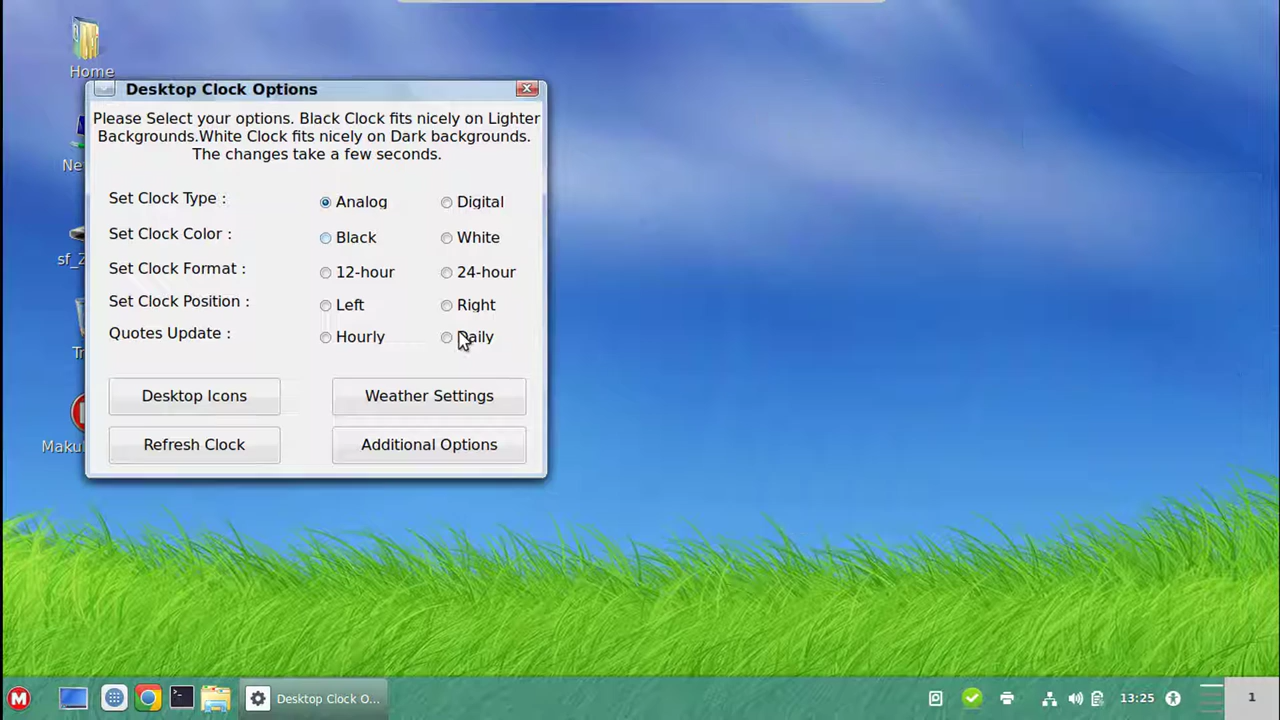 Home
Desktop Clock Options
Please Select your options. Black Clock fits nicely on Lighter
Backgrounds.White Clock fits nicely on Dark backgrounds.
The changes take a few seconds.
Set Clock Type :
Analog
Digital
Set Clock Color :
Black
White
Set Clock Format :
12-hour
24-hour
Set Clock Position :
Left
Right
Quotes Update :
Hourly
Daily
Desktop Icons
Weather Settings
Refresh Clock
Additional Options
Desktop Clock O...
13:25
1